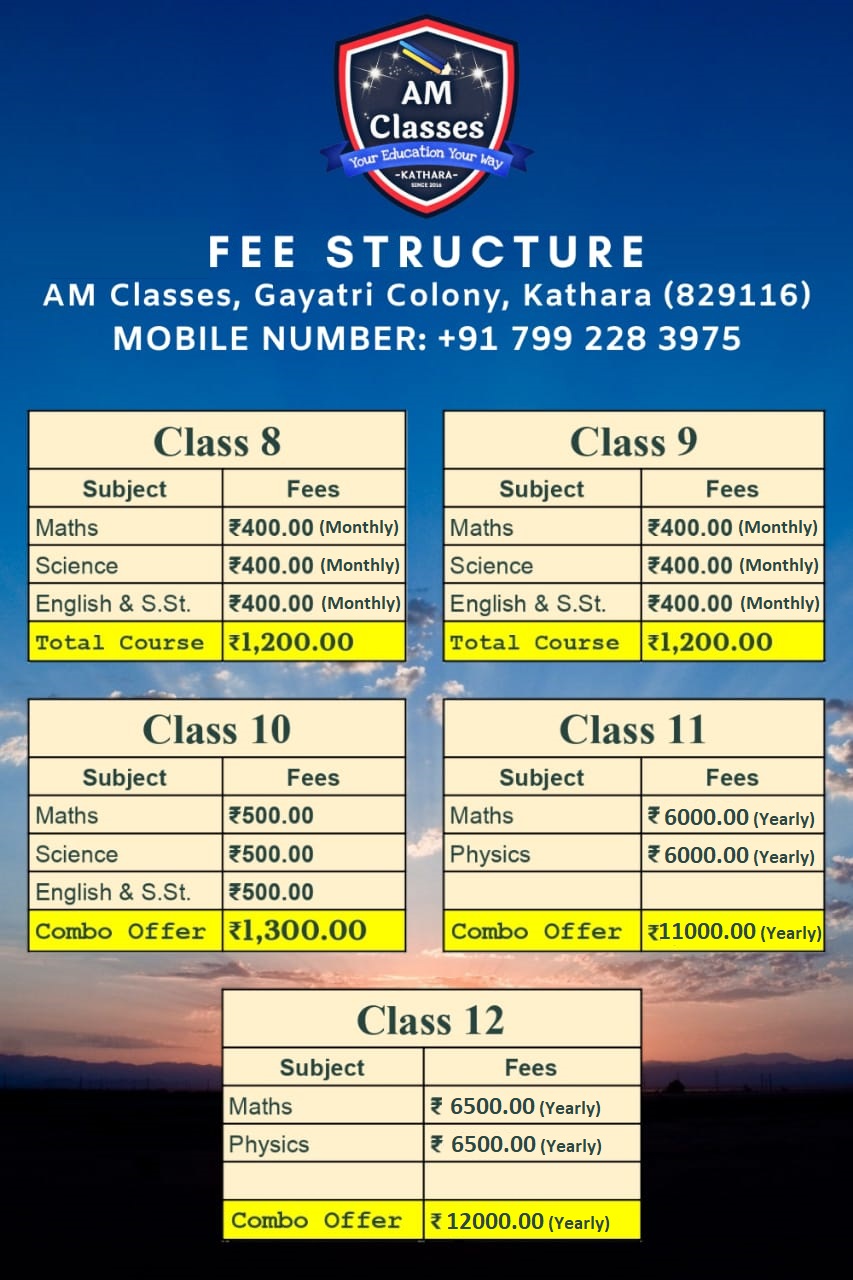 AM
Classes
Your Education Your Way
-KATHARA-
SINCE 2016
FEE STRUCTURE
AM Classes, Gayatri Colony, Kathara (829116)
MOBILE NUMBER: +91 799 228 3975
Class 8
Subject Fees
Maths ₹400.00 (Monthly)
Science ₹400.00 (Monthly)
English & S.St. ₹400.00 (Monthly)
Total Course ₹1,200.00
Class 9
Subject Fees
Maths ₹400.00 (Monthly)
Science ₹400.00 (Monthly)
English & S.St. ₹400.00 (Monthly)
Total Course ₹1,200.00
Class 10
Subject Fees
Maths ₹500.00
Science ₹500.00
English & S.St. ₹500.00
Combo Offer ₹1,300.00
Class 11
Subject Fees
Maths ₹ 6000.00 (Yearly)
Physics ₹ 6000.00 (Yearly)
Combo Offer ₹11000.00 (Yearly)
Class 12
Subject Fees
Maths ₹ 6500.00 (Yearly)
Physics ₹ 6500.00 (Yearly)
Combo Offer ₹ 12000.00 (Yearly)